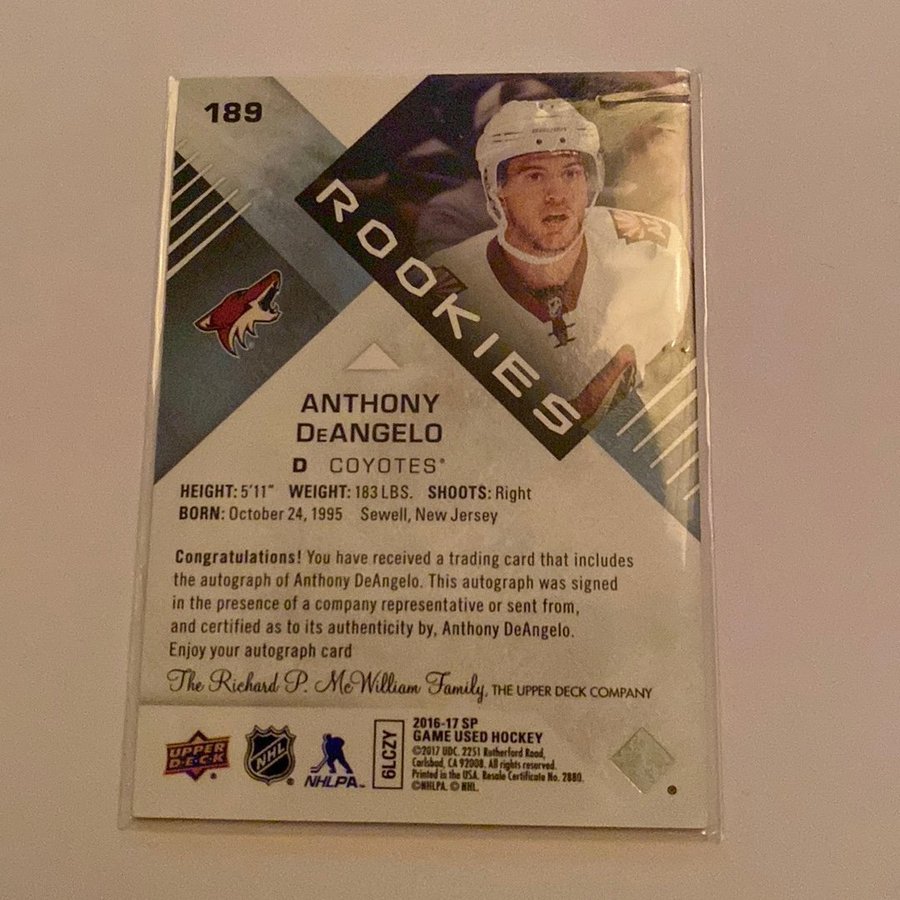 189
ROOKIES
ANTHONY
DeANGELO
D COYOTES®
HEIGHT: 5'11" WEIGHT: 183 LBS. SHOOTS: Right
BORN: October 24, 1995 Sewell, New Jersey
Congratulations! You have received a trading card that includes
the autograph of Anthony DeAngelo. This autograph was signed
in the presence of a company representative or sent from,
and certified as to its authenticity by, Anthony DeAngelo.
Enjoy your autograph card
The Richard P. McWilliam Family, THE UPPER DECK COMPANY
UPPER
D·E·C·K
NHL
NHLPA
6LCZY
2016-17 SP
GAME USED HOCKEY
©2017 UDC. 2251 Rutherford Road,
Carlsbad, CA 92008. All rights reserved.
Printed in the USA. Resale Certificate No. 2880.
©NHLPA. © NHL.